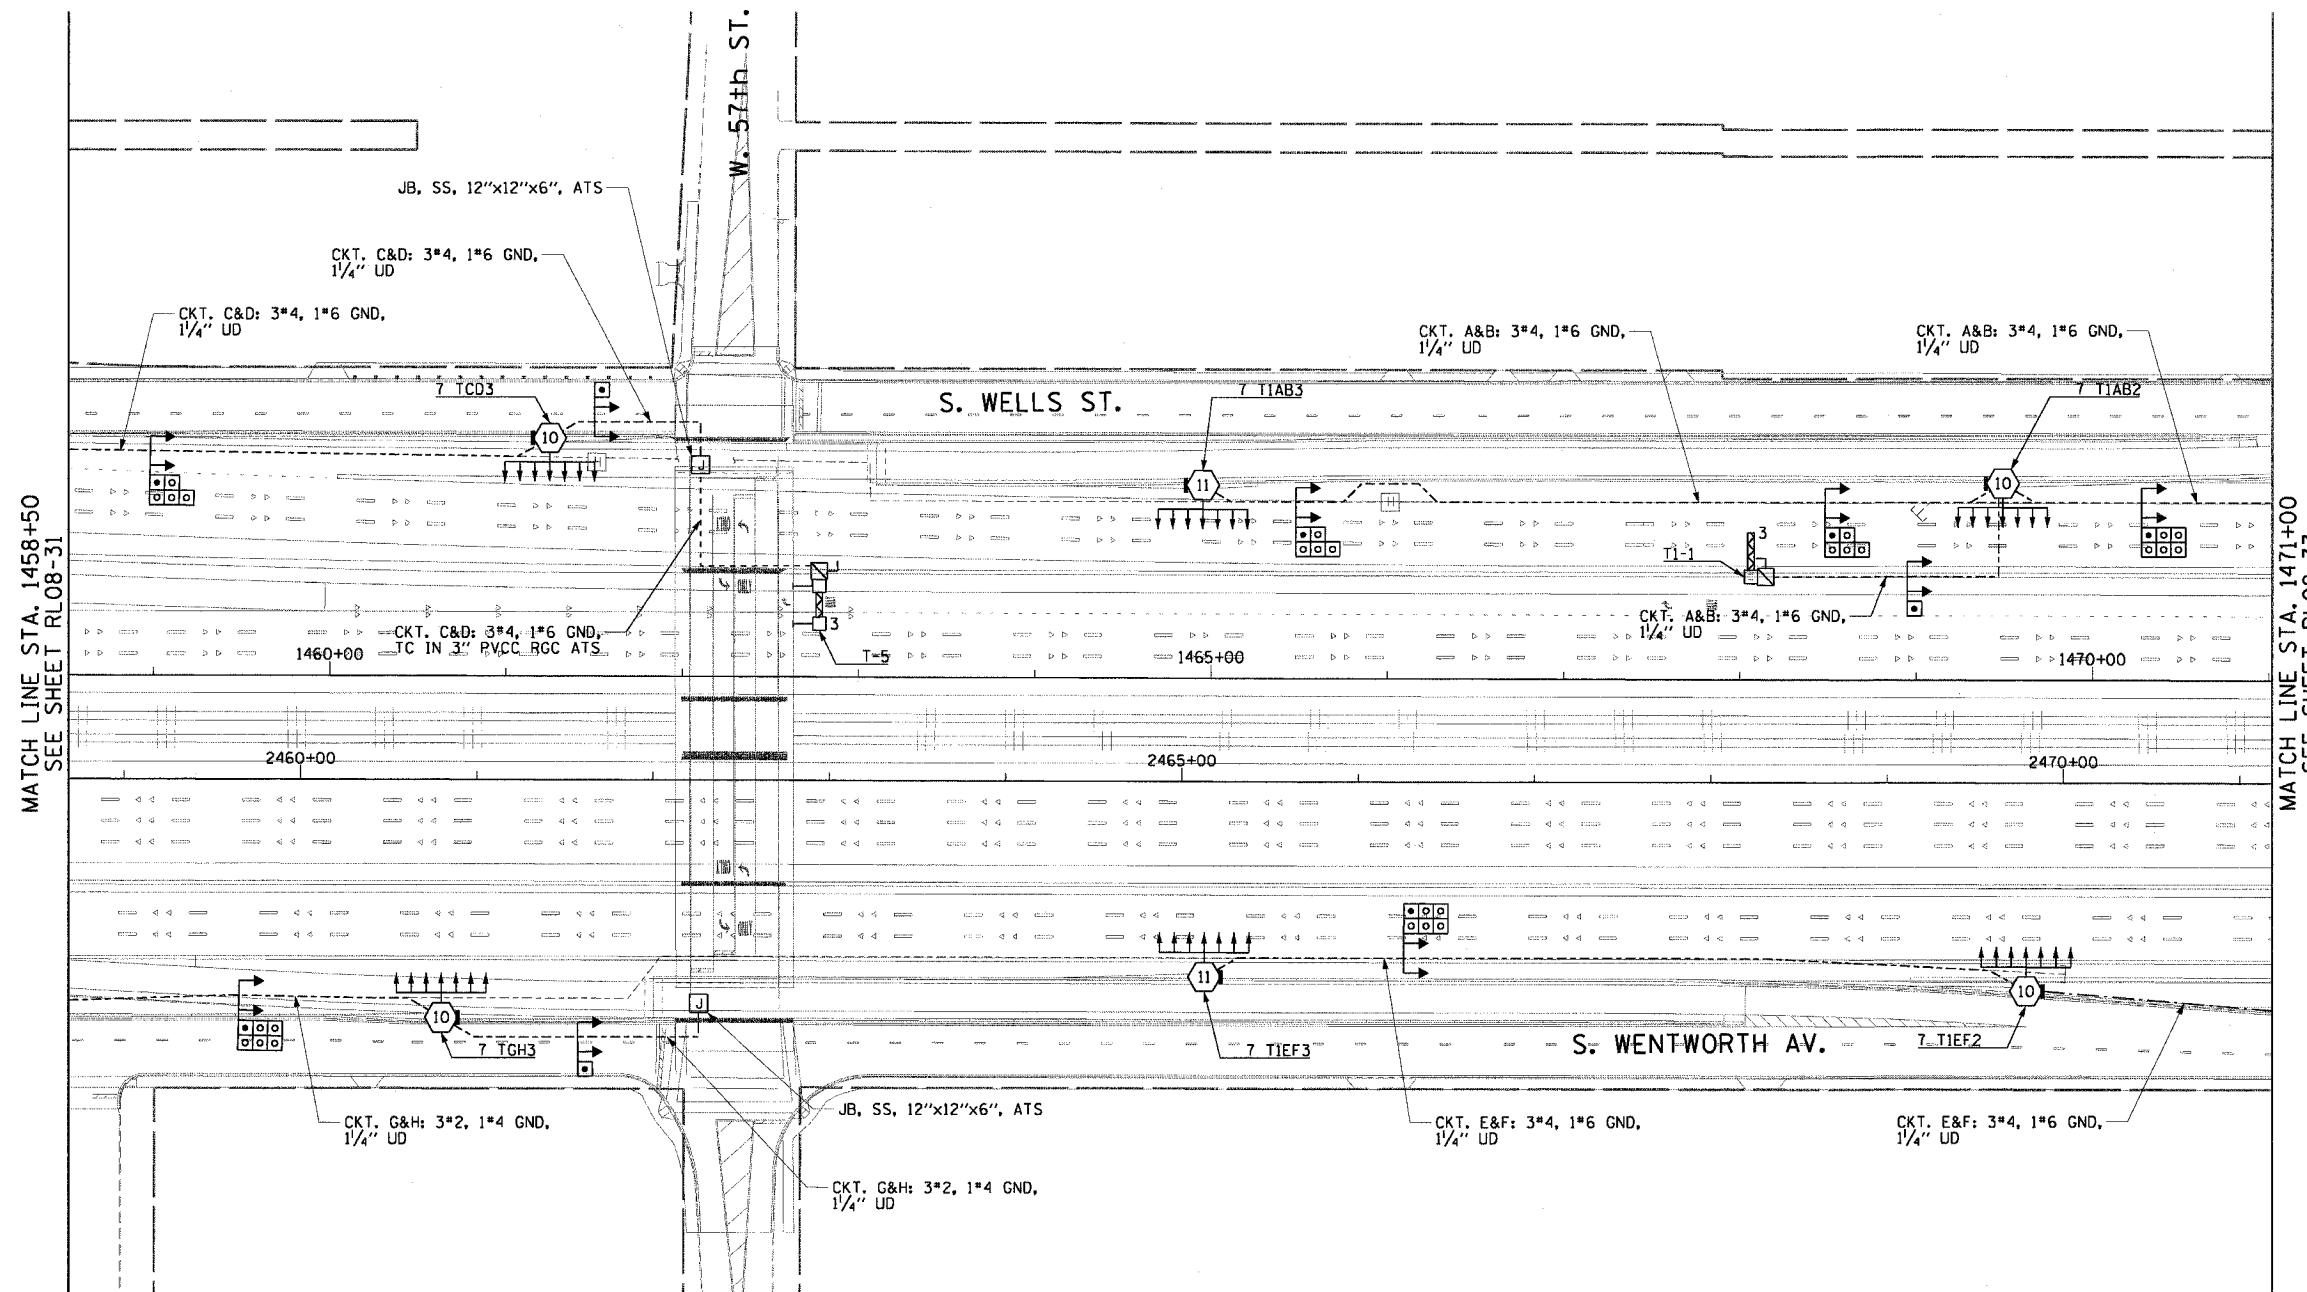 W. 57th ST.
JB, SS, 12"x12"x6", ATS
CKT. C&D: 3#4, 1#6 GND,
1¼" UD
CKT. C&D: 3#4, 1#6 GND,
1¼" UD
CKT. A&B: 3#4, 1#6 GND,
1¼" UD
CKT. A&B: 3#4, 1#6 GND,
1¼" UD
7 TCD3
S. WELLS ST.
7 T1AB3
7 T1AB2
10
J
11
10
H
H
E
T1-1
3
1
3
T-5
CKT. C&D: 3#4, 1#6 GND,
TC IN 3" PVCC RGC ATS
CKT. A&B: 3#4, 1#6 GND,
1¼" UD
1460+00
1465+00
1470+00
MATCH LINE STA. 1458+50
SEE SHEET RL08-31
MATCH LINE STA. 1471+00
2460+00
2465+00
2470+00
10
J
11
10
7 TGH3
7 T1EF3
S. WENTWORTH AV.
7 T1EF2
CKT. G&H: 3#2, 1#4 GND,
1¼" UD
JB, SS, 12"x12"x6", ATS
CKT. E&F: 3#4, 1#6 GND,
1¼" UD
CKT. E&F: 3#4, 1#6 GND,
1¼" UD
CKT. G&H: 3#2, 1#4 GND,
1¼" UD